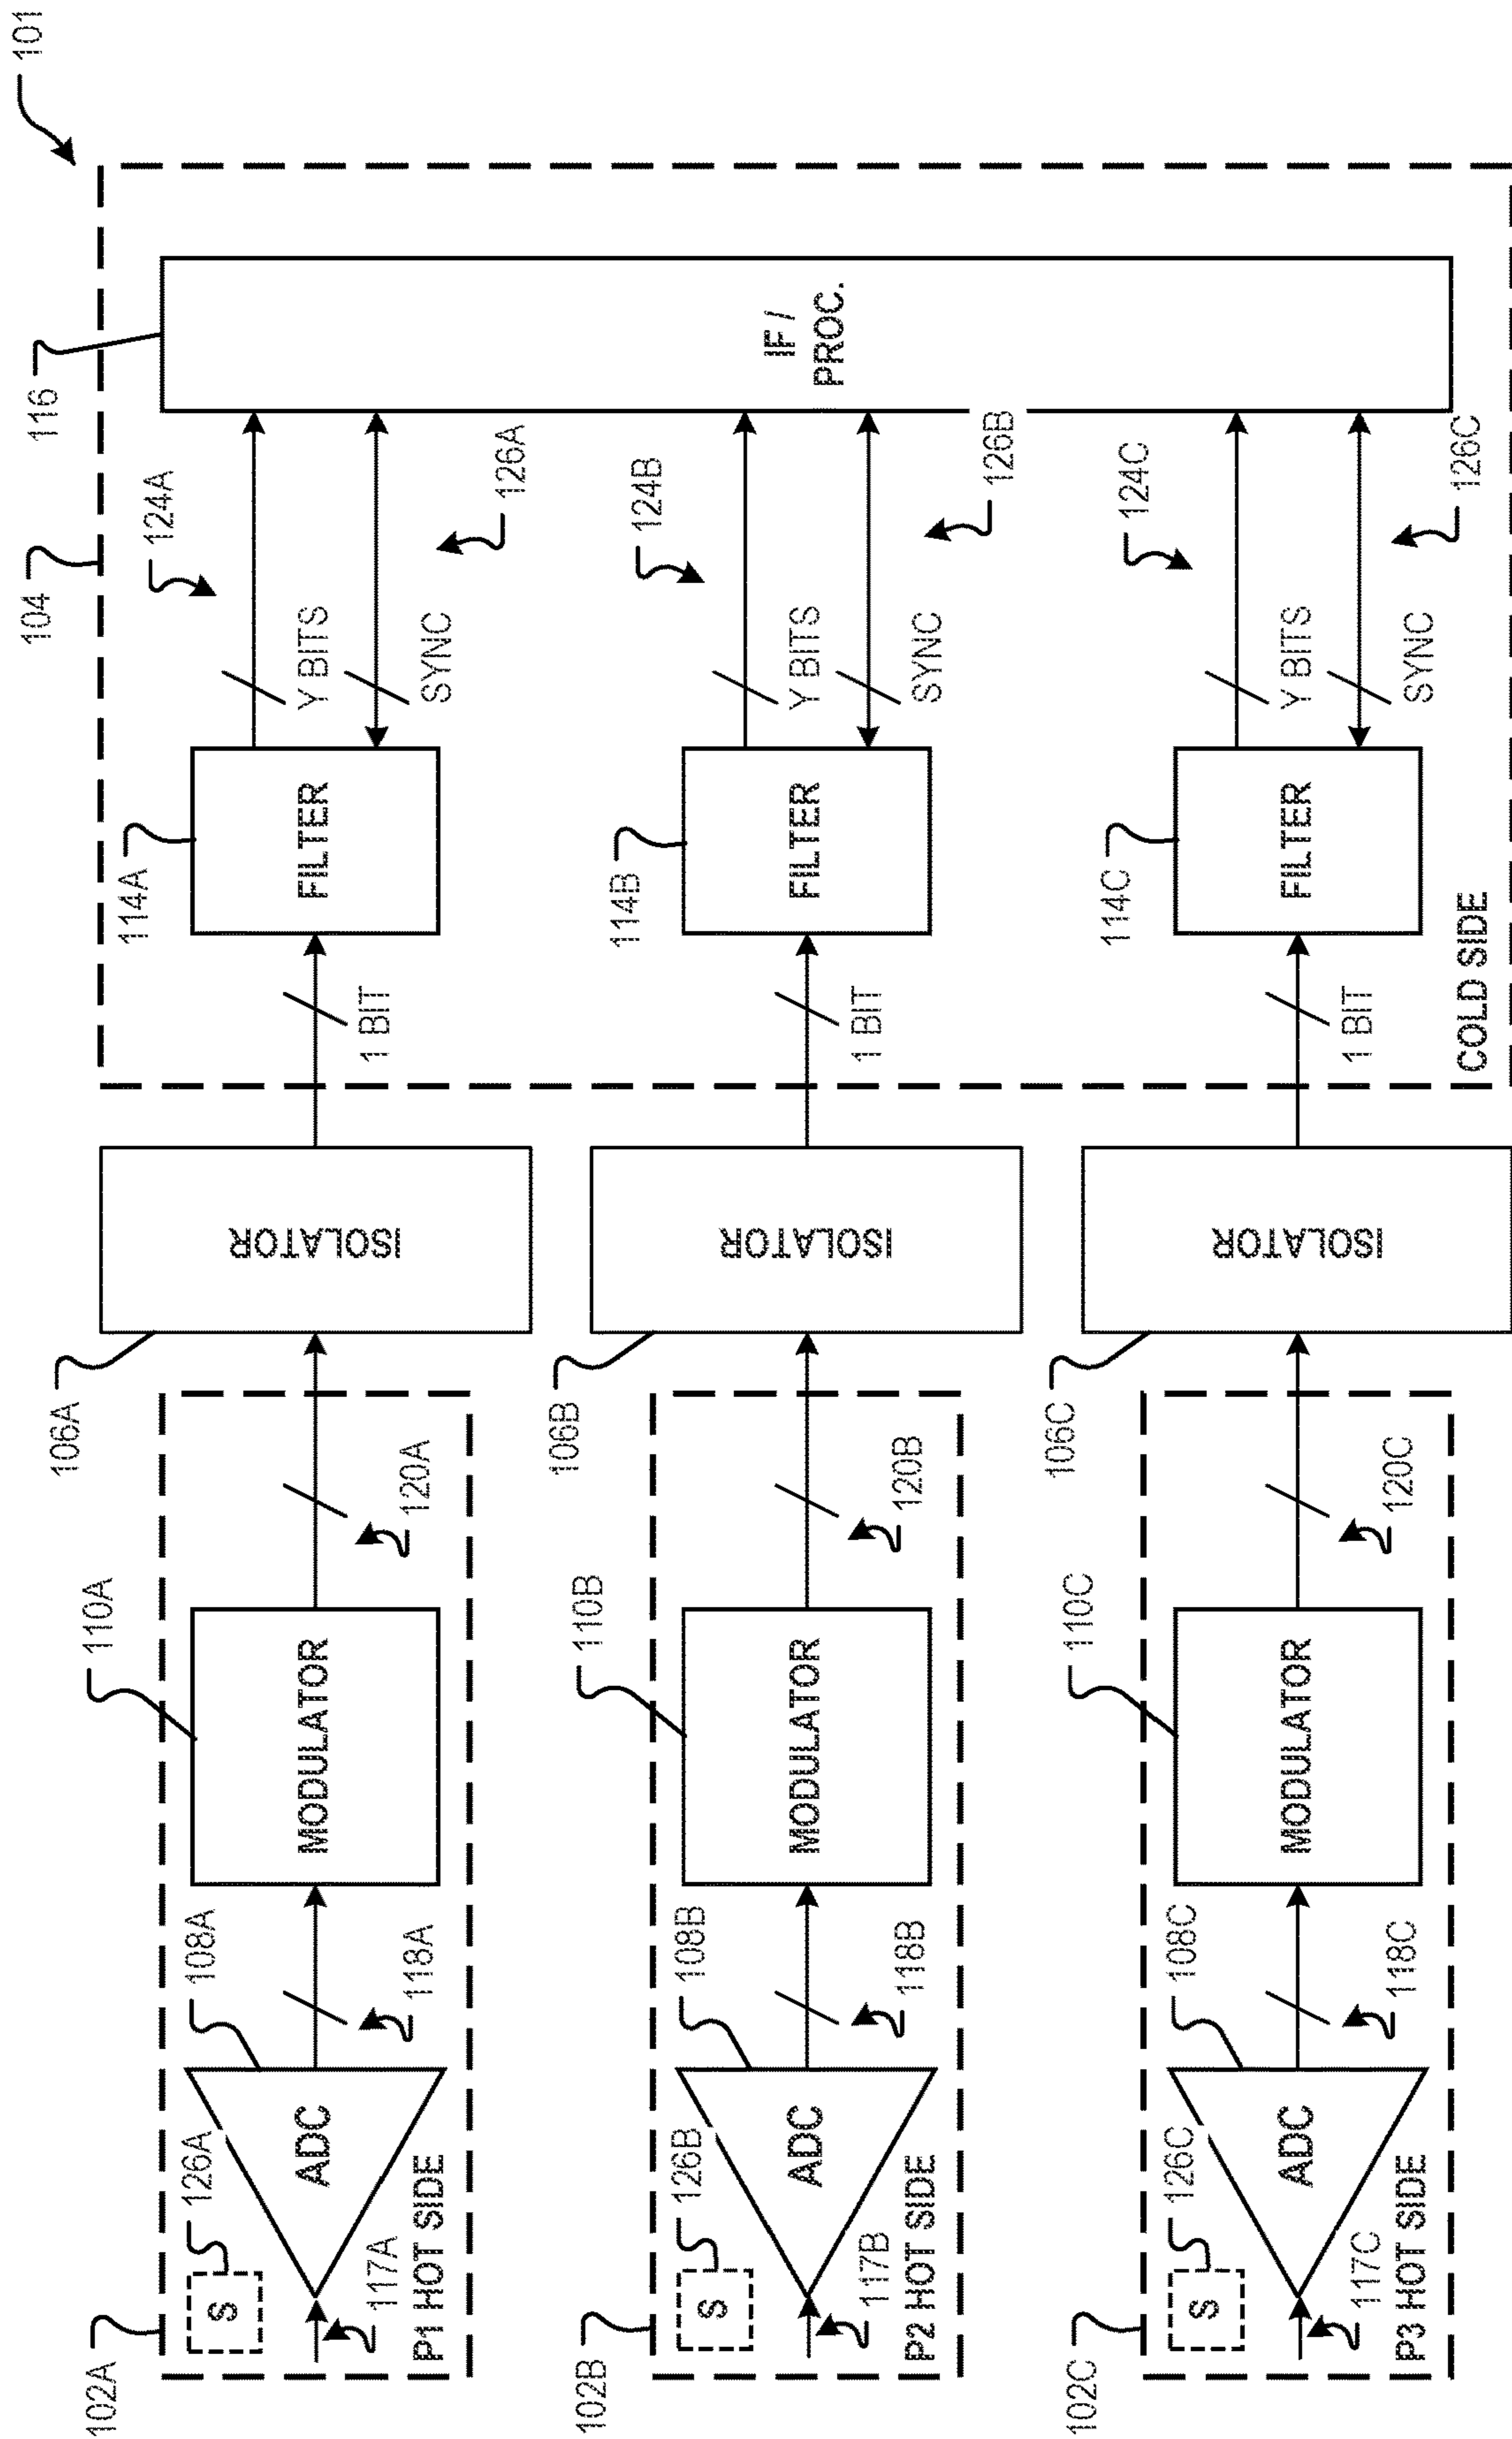 101
104
116
102A
S
126A
117A
ADC
108A
118A
P1 HOT SIDE
MODULATOR
110A
120A
106A
ISOLATOR
1 BIT
114A
FILTER
Y BITS
124A
SYNC
126A
IF /
PROC.
102B
S
126B
117B
ADC
108B
118B
P2 HOT SIDE
MODULATOR
110B
120B
106B
ISOLATOR
1 BIT
114B
FILTER
Y BITS
124B
SYNC
126B
102C
S
126C
117C
ADC
108C
118C
P3 HOT SIDE
MODULATOR
110C
120C
106C
ISOLATOR
1 BIT
114C
FILTER
Y BITS
124C
SYNC
126C
COLD SIDE